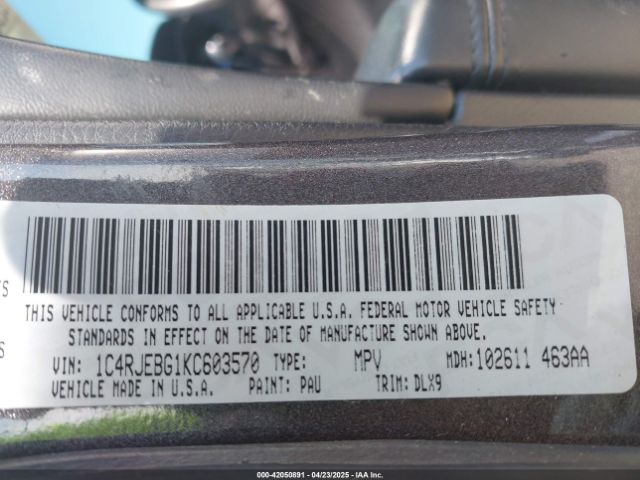 TS
THIS VEHICLE CONFORMS TO ALL APPLICABLE U.S.A. FEDERAL MOTOR VEHICLE SAFETY
S STANDARDS IN EFFECT ON THE DATE OF MANUFACTURE SHOWN ABOVE.
VIN: 1C4RJEBG1KC603570 TYPE: MPV MDH:102611 463AA
VEHICLE MADE IN U.S.A. PAINT: PAU TRIM: DLX9
000-42050891 - 04/23/2025 - IAA Inc.